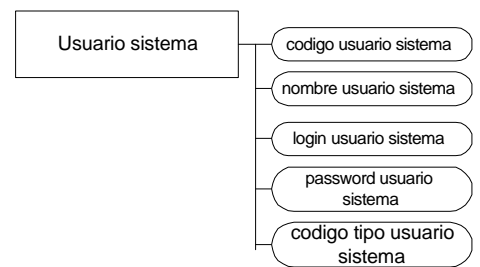 Usuario sistema
codigo usuario sistema
nombre usuario sistema
login usuario sistema
password usuario
sistema
codigo tipo usuario
sistema